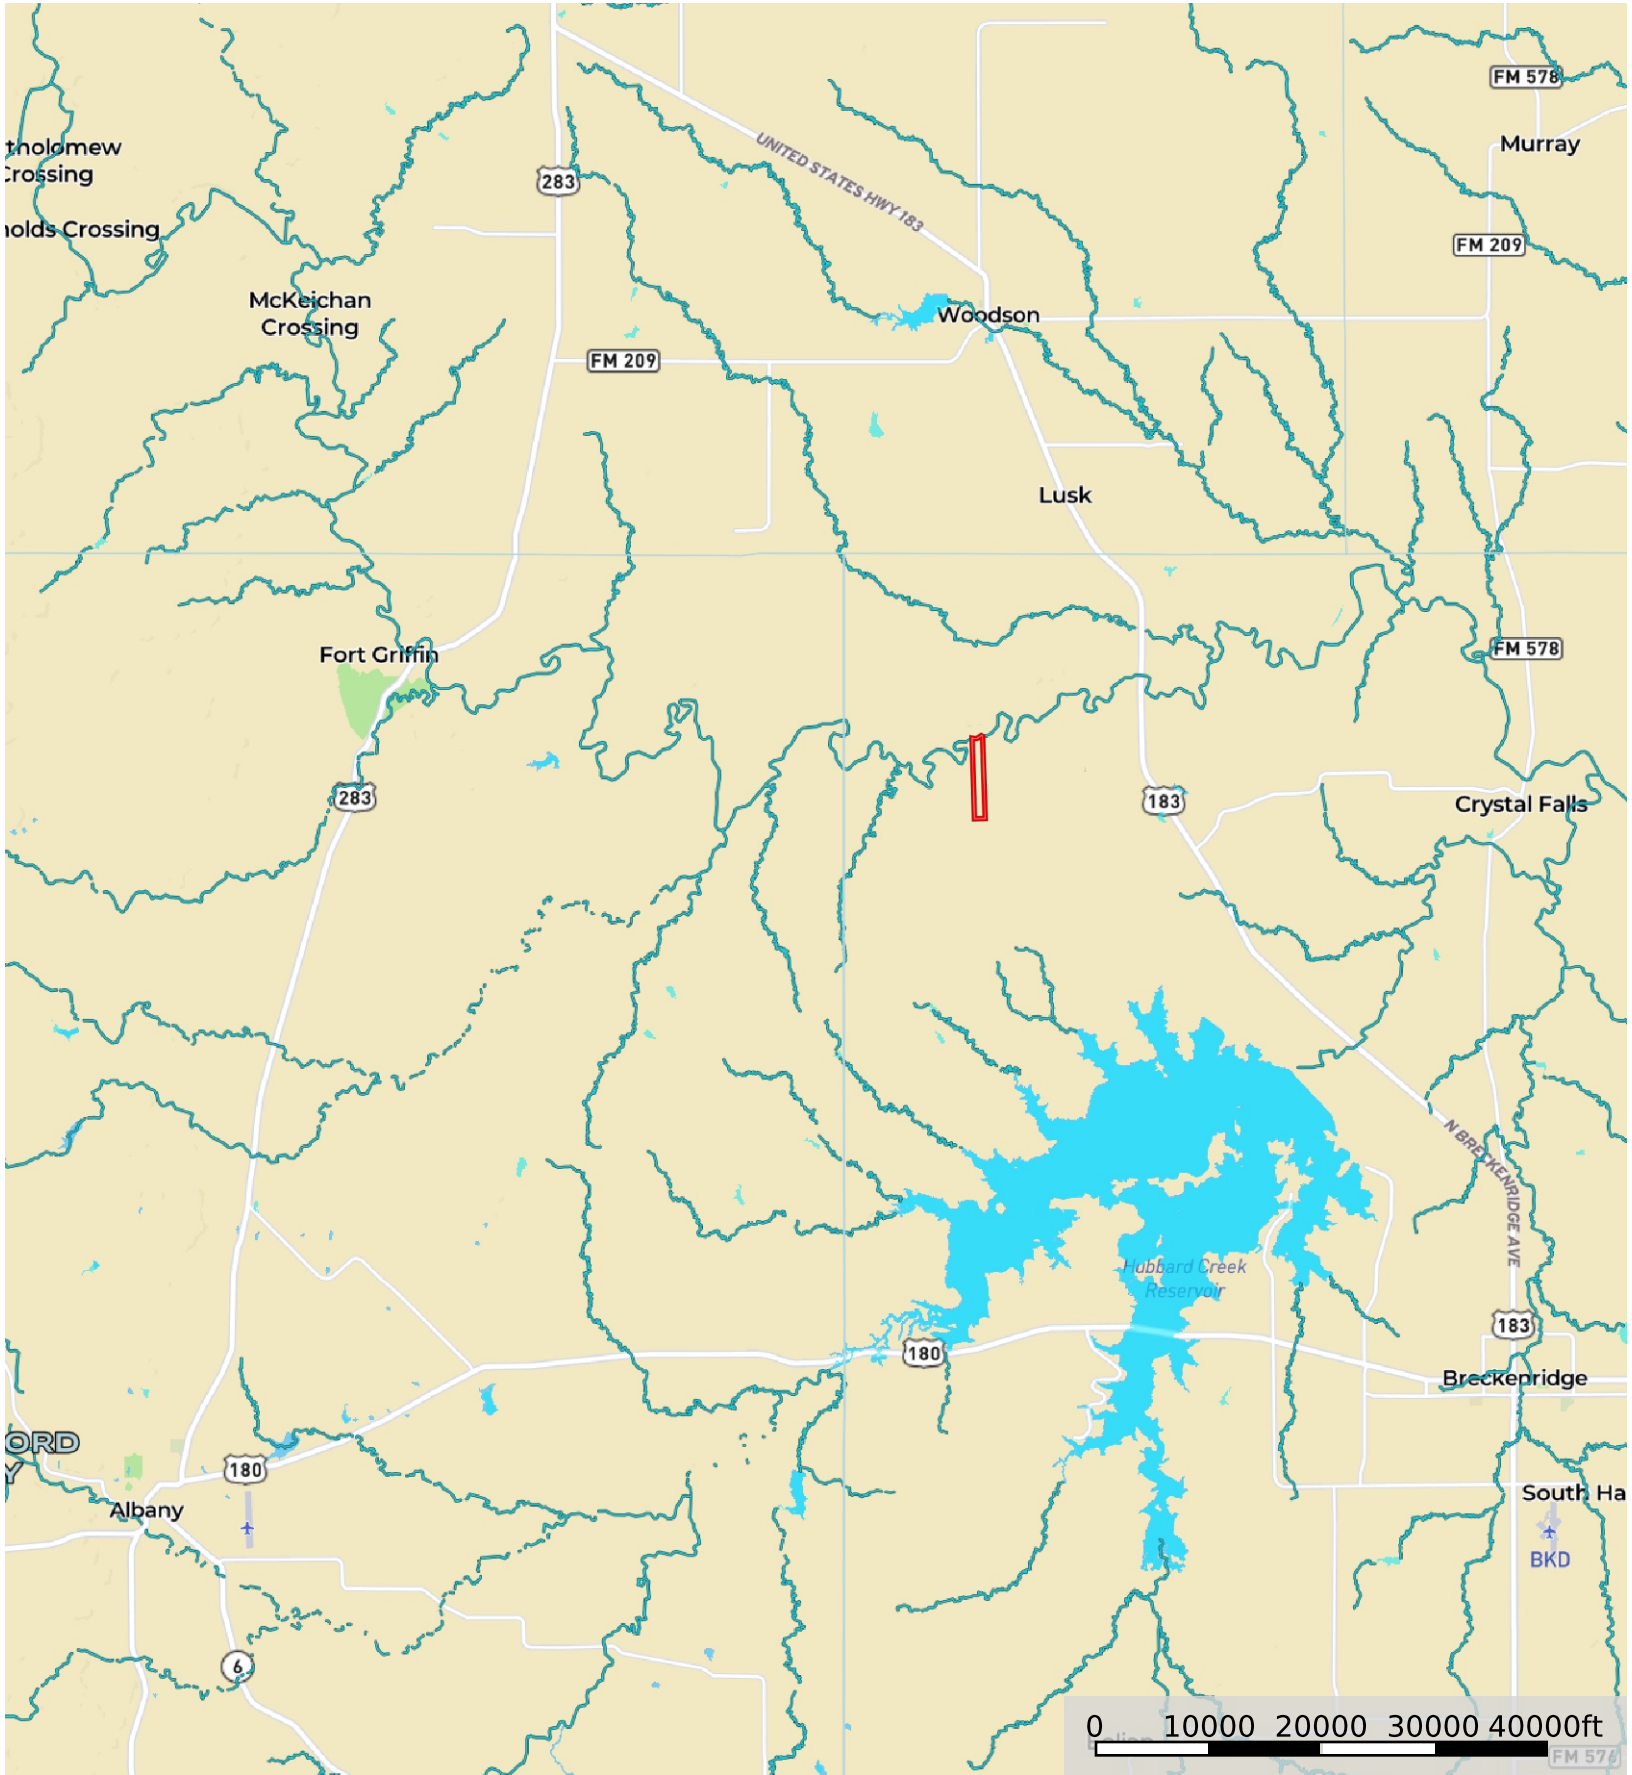 FM 578
Murray
tholomew
Crossing
283
UNITED STATES HWY 183
nolds Crossing
FM 209
McKeichan
Crossing
Woodson
FM 209
Lusk
Fort Griffin
FM 578
283
183
Crystal Falls
N BRECKENRIDGE AVE
Hubbard Creek
Reservoir
183
180
Breckenridge
ORD
Y
180
Albany
South Ha
BKD
6
0 10000 20000 30000 40000ft
FM 576